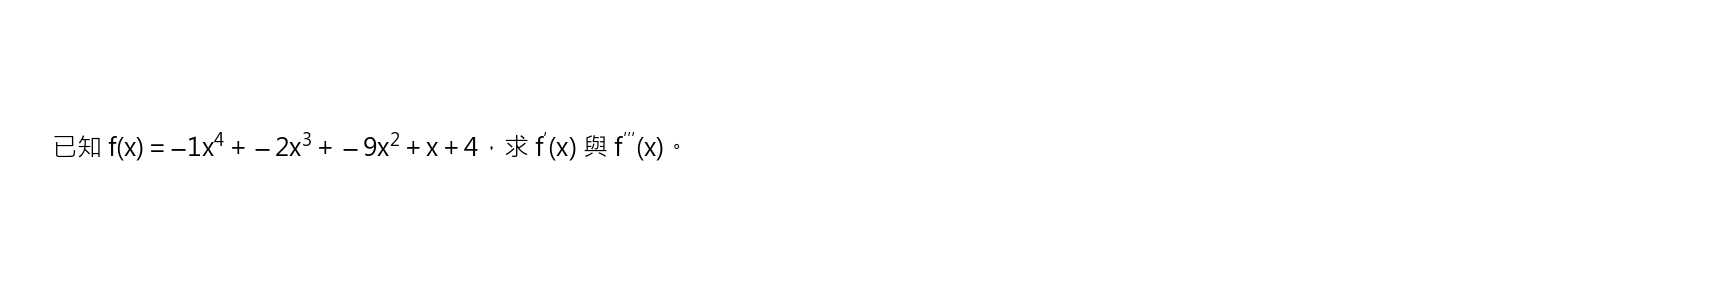 已知 f(x) = −1x⁴ + − 2x³ + − 9x² + x + 4，求 f′(x) 與 f′′′(x)。